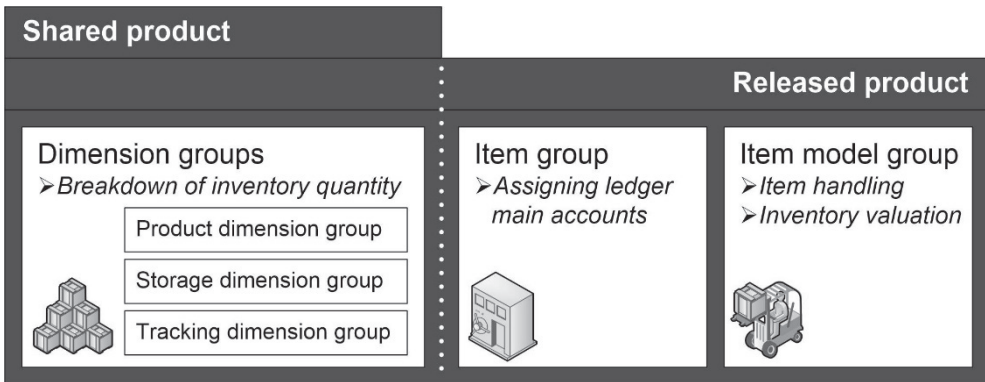 Shared product
Released product
Dimension groups
➢Breakdown of inventory quantity
Product dimension group
Storage dimension group
Tracking dimension group
Item group
➢Assigning ledger
main accounts
Item model group
➢Item handling
➢Inventory valuation